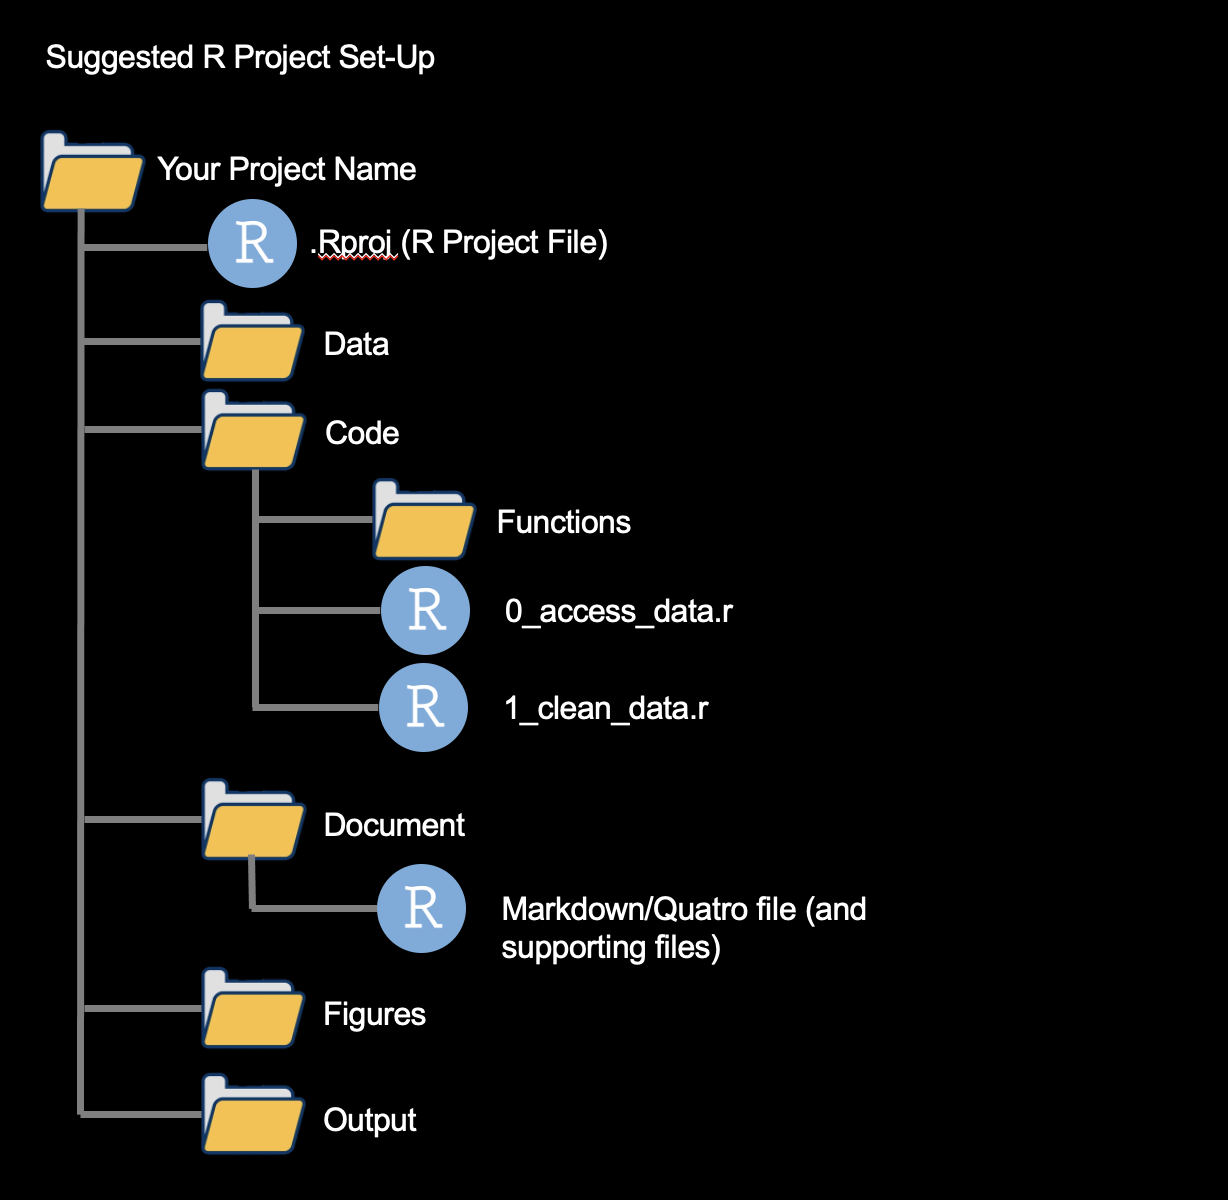 Suggested R Project Set-Up
Your Project Name
R .Rproj (R Project File)
Data
Code
Functions
R 0_access_data.r
R 1_clean_data.r
Document
R Markdown/Quatro file (and
supporting files)
Figures
Output